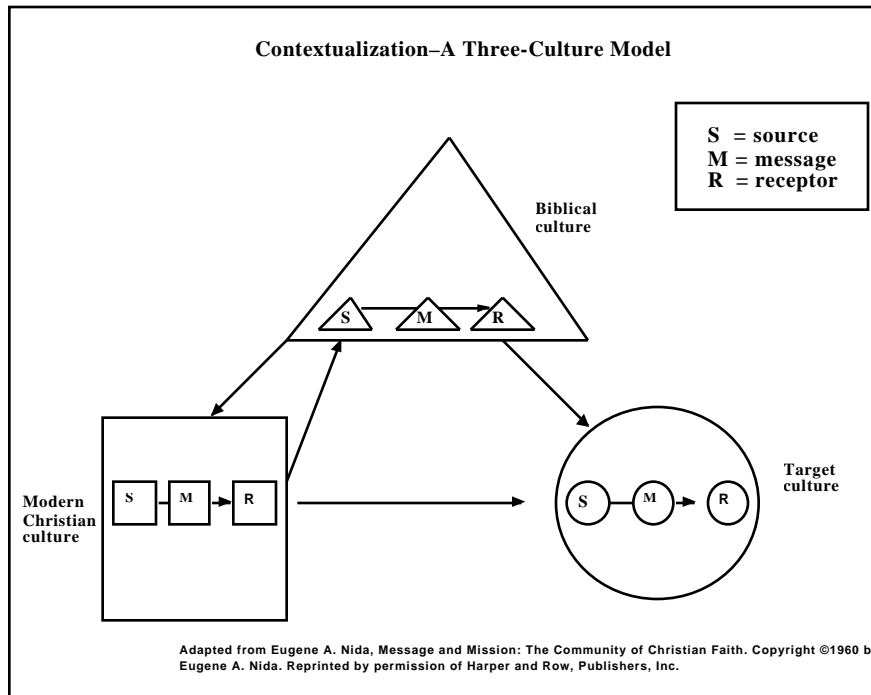 Contextualization–A Three-Culture Model
S = source
M = message
R = receptor
Biblical
culture
S M R
Modern
Christian
culture
S M R
S M R
Target
culture
Adapted from Eugene A. Nida, Message and Mission: The Community of Christian Faith. Copyright ©1960 b
Eugene A. Nida. Reprinted by permission of Harper and Row, Publishers, Inc.